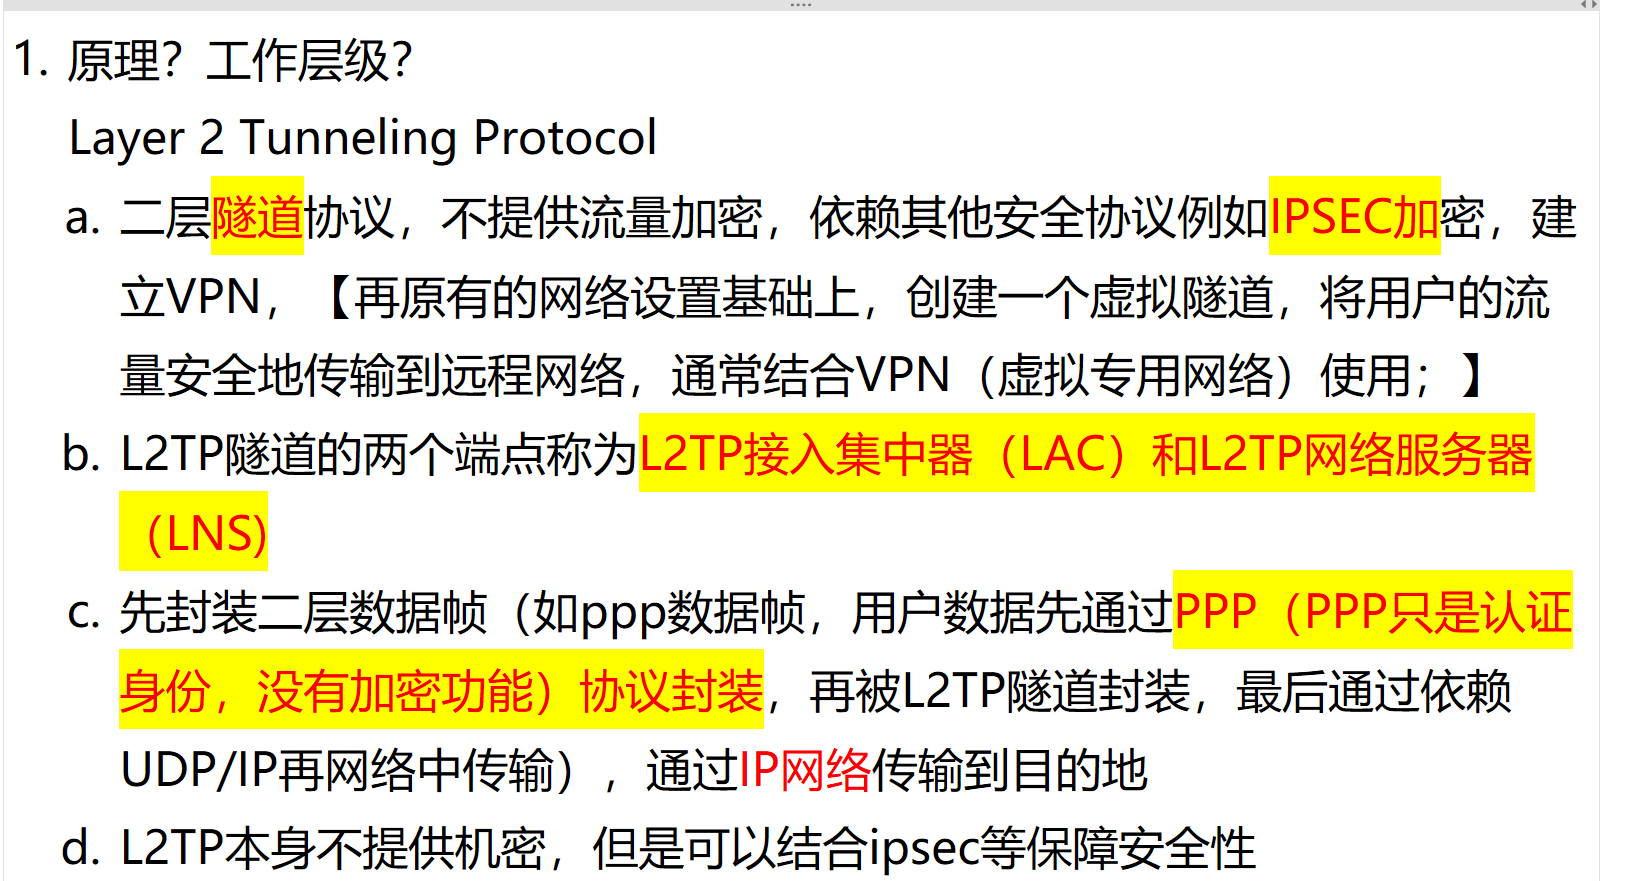 1. 原理？工作层级？
Layer 2 Tunneling Protocol
a. 二层隧道协议，不提供流量加密，依赖其他安全协议例如IPSEC加密，建
立VPN，【再原有的网络设置基础上，创建一个虚拟隧道，将用户的流
量安全地传输到远程网络，通常结合VPN（虚拟专用网络）使用；】
b. L2TP隧道的两个端点称为L2TP接入集中器（LAC）和L2TP网络服务器
（LNS)
c. 先封装二层数据帧（如ppp数据帧，用户数据先通过PPP（PPP只是认证
身份，没有加密功能）协议封装，再被L2TP隧道封装，最后通过依赖
UDP/IP再网络中传输），通过IP网络传输到目的地
d. L2TP本身不提供机密，但是可以结合ipsec等保障安全性